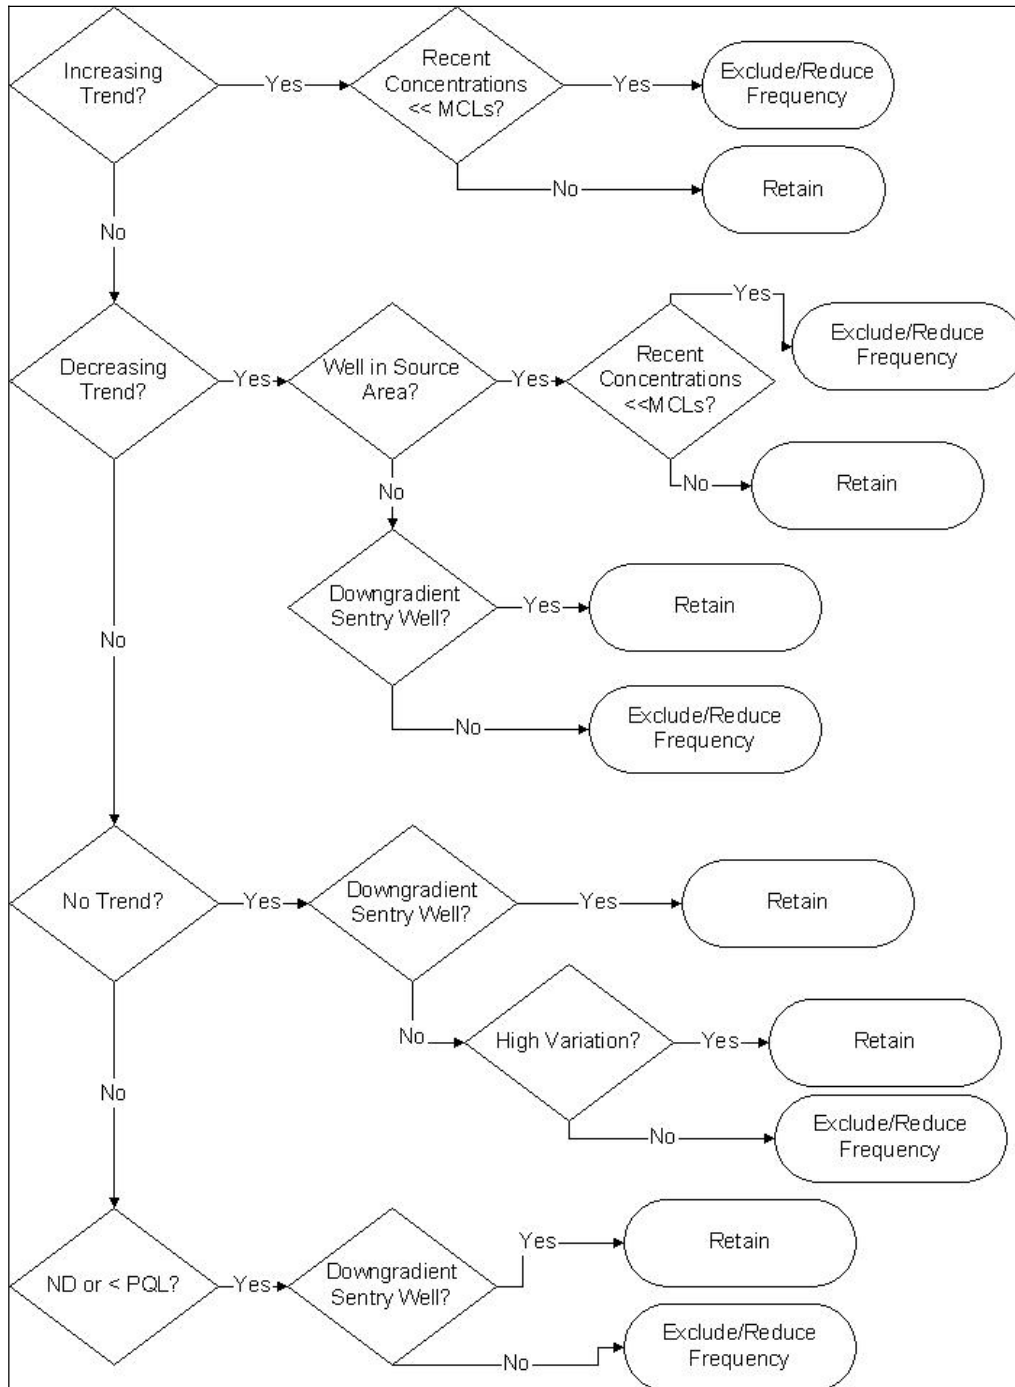 Increasing
Trend?
Yes
Recent
Concentrations
<< MCLs?
Yes
Exclude/Reduce
Frequency
No
Retain
No
Decreasing
Trend?
Yes
Well in Source
Area?
Yes
Recent
Concentrations
<<MCLs?
Yes
Exclude/Reduce
Frequency
No
Retain
No
Downgradient
Sentry Well?
Yes
Retain
No
Exclude/Reduce
Frequency
No
No Trend?
Yes
Downgradient
Sentry Well?
Yes
Retain
No
High Variation?
Yes
Retain
No
Exclude/Reduce
Frequency
No
ND or < PQL?
Yes
Downgradient
Sentry Well?
Yes
Retain
No
Exclude/Reduce
Frequency